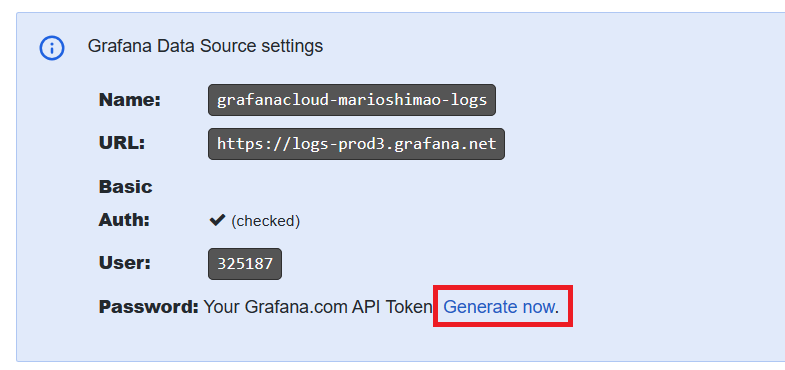 Grafana Data Source settings
Name: grafanacloud-marioshimao-logs
URL: https://logs-prod3.grafana.net
Basic
Auth: ✔ (checked)
User: 325187
Password: Your Grafana.com API Token Generate now.